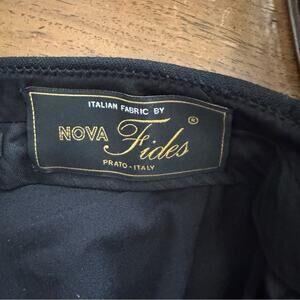 ITALIAN FABRIC BY
NOVA Fides ®
PRATO - ITALY